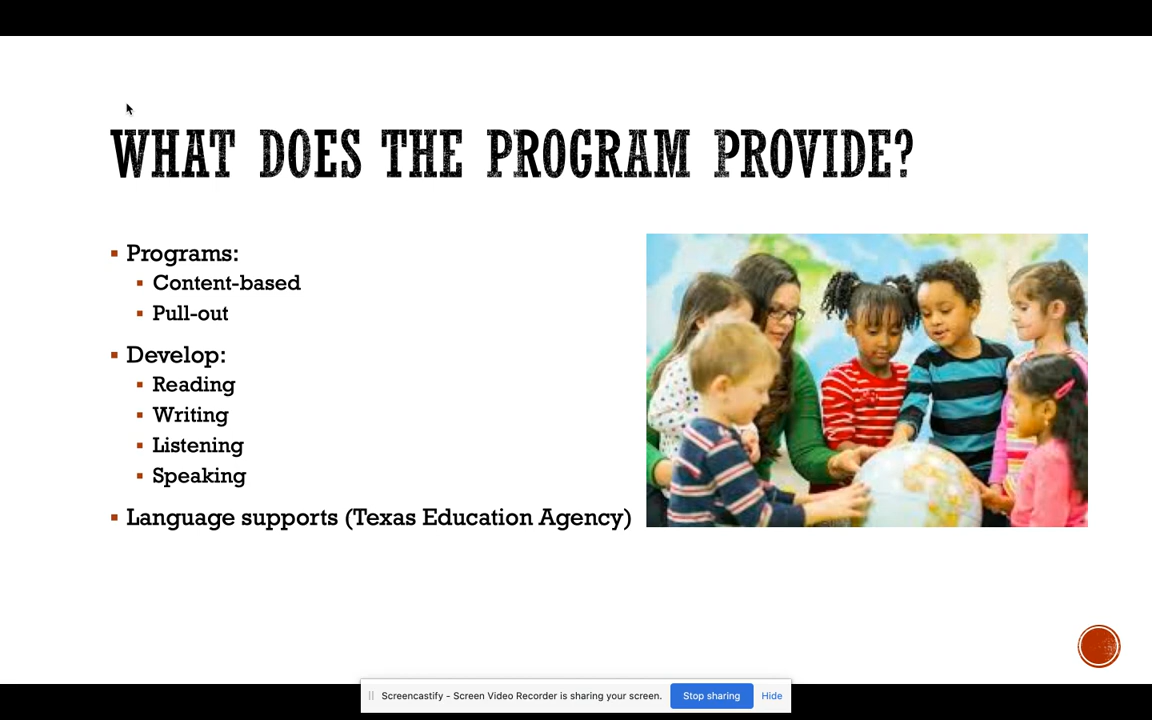 WHAT DOES THE PROGRAM PROVIDE?
Programs:
Content-based
Pull-out
Develop:
Reading
Writing
Listening
Speaking
Language supports (Texas Education Agency)
Screencastify - Screen Video Recorder is sharing your screen. Stop sharing Hide